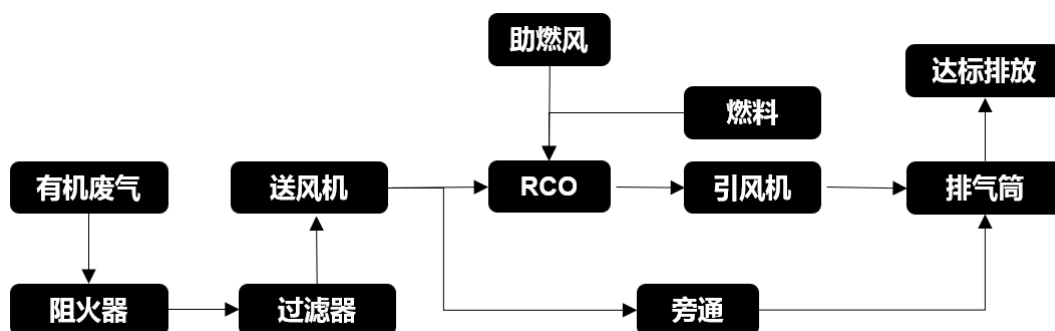 助燃风
达标排放
燃料
有机废气
送风机
RCO
引风机
排气筒
阻火器
过滤器
旁通